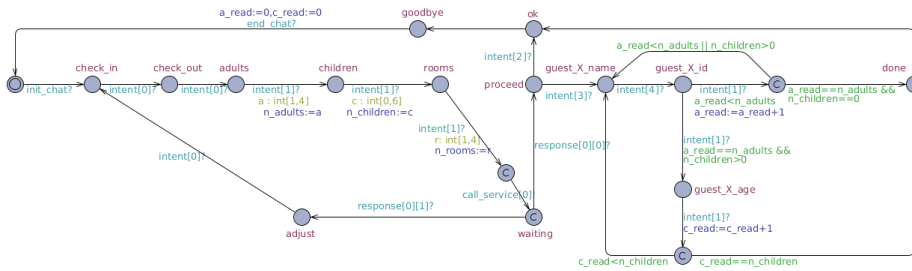 a_read:=0,c_read:=0
goodbye
ok
end_chat?
a_read<n_adults || n_children>0
intent[2]?
check_in
check_out
adults
children
rooms
guest_X_name
guest_X_id
done
proceed
C
init_chat?
intent[0]?
intent[0]?
intent[1]?
a : int[1,4]
n_adults:=a
intent[1]?
c : int[0,6]
n_children:=c
intent[3]?
intent[4]?
intent[1]?
a_read<n_adults
a_read:=a_read+1
a_read==n_adults &&
n_children==0
intent[1]?
r: int[1,4]
n_rooms:=r
response[0][0]?
intent[1]?
a_read==n_adults &&
n_children>0
intent[0]?
C
call_service[0]!
guest_X_age
response[0][1]?
C
intent[1]?
c_read:=c_read+1
adjust
waiting
C
c_read<n_children
c_read==n_children